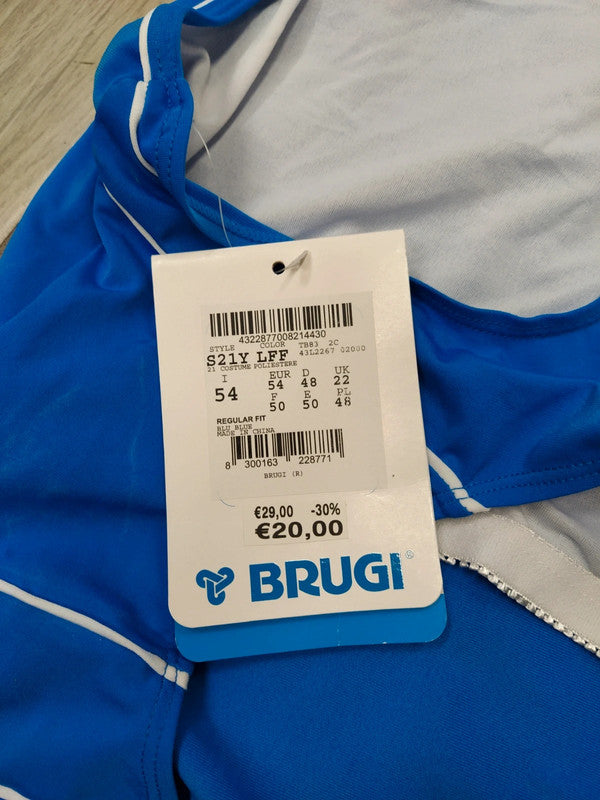 4322877008214430
STYLE COLOR TB83 2C
S21Y LFF 43L2267 02000
21 COSTUME POLIESTERE
I EUR D UK
54 54 48 22
F E PL
50 50 48
REGULAR FIT
BLU BLUE
MADE IN CHINA
8 300163 228771
BRUGI (R)
€29,00 -30%
€20,00
BRUGI®